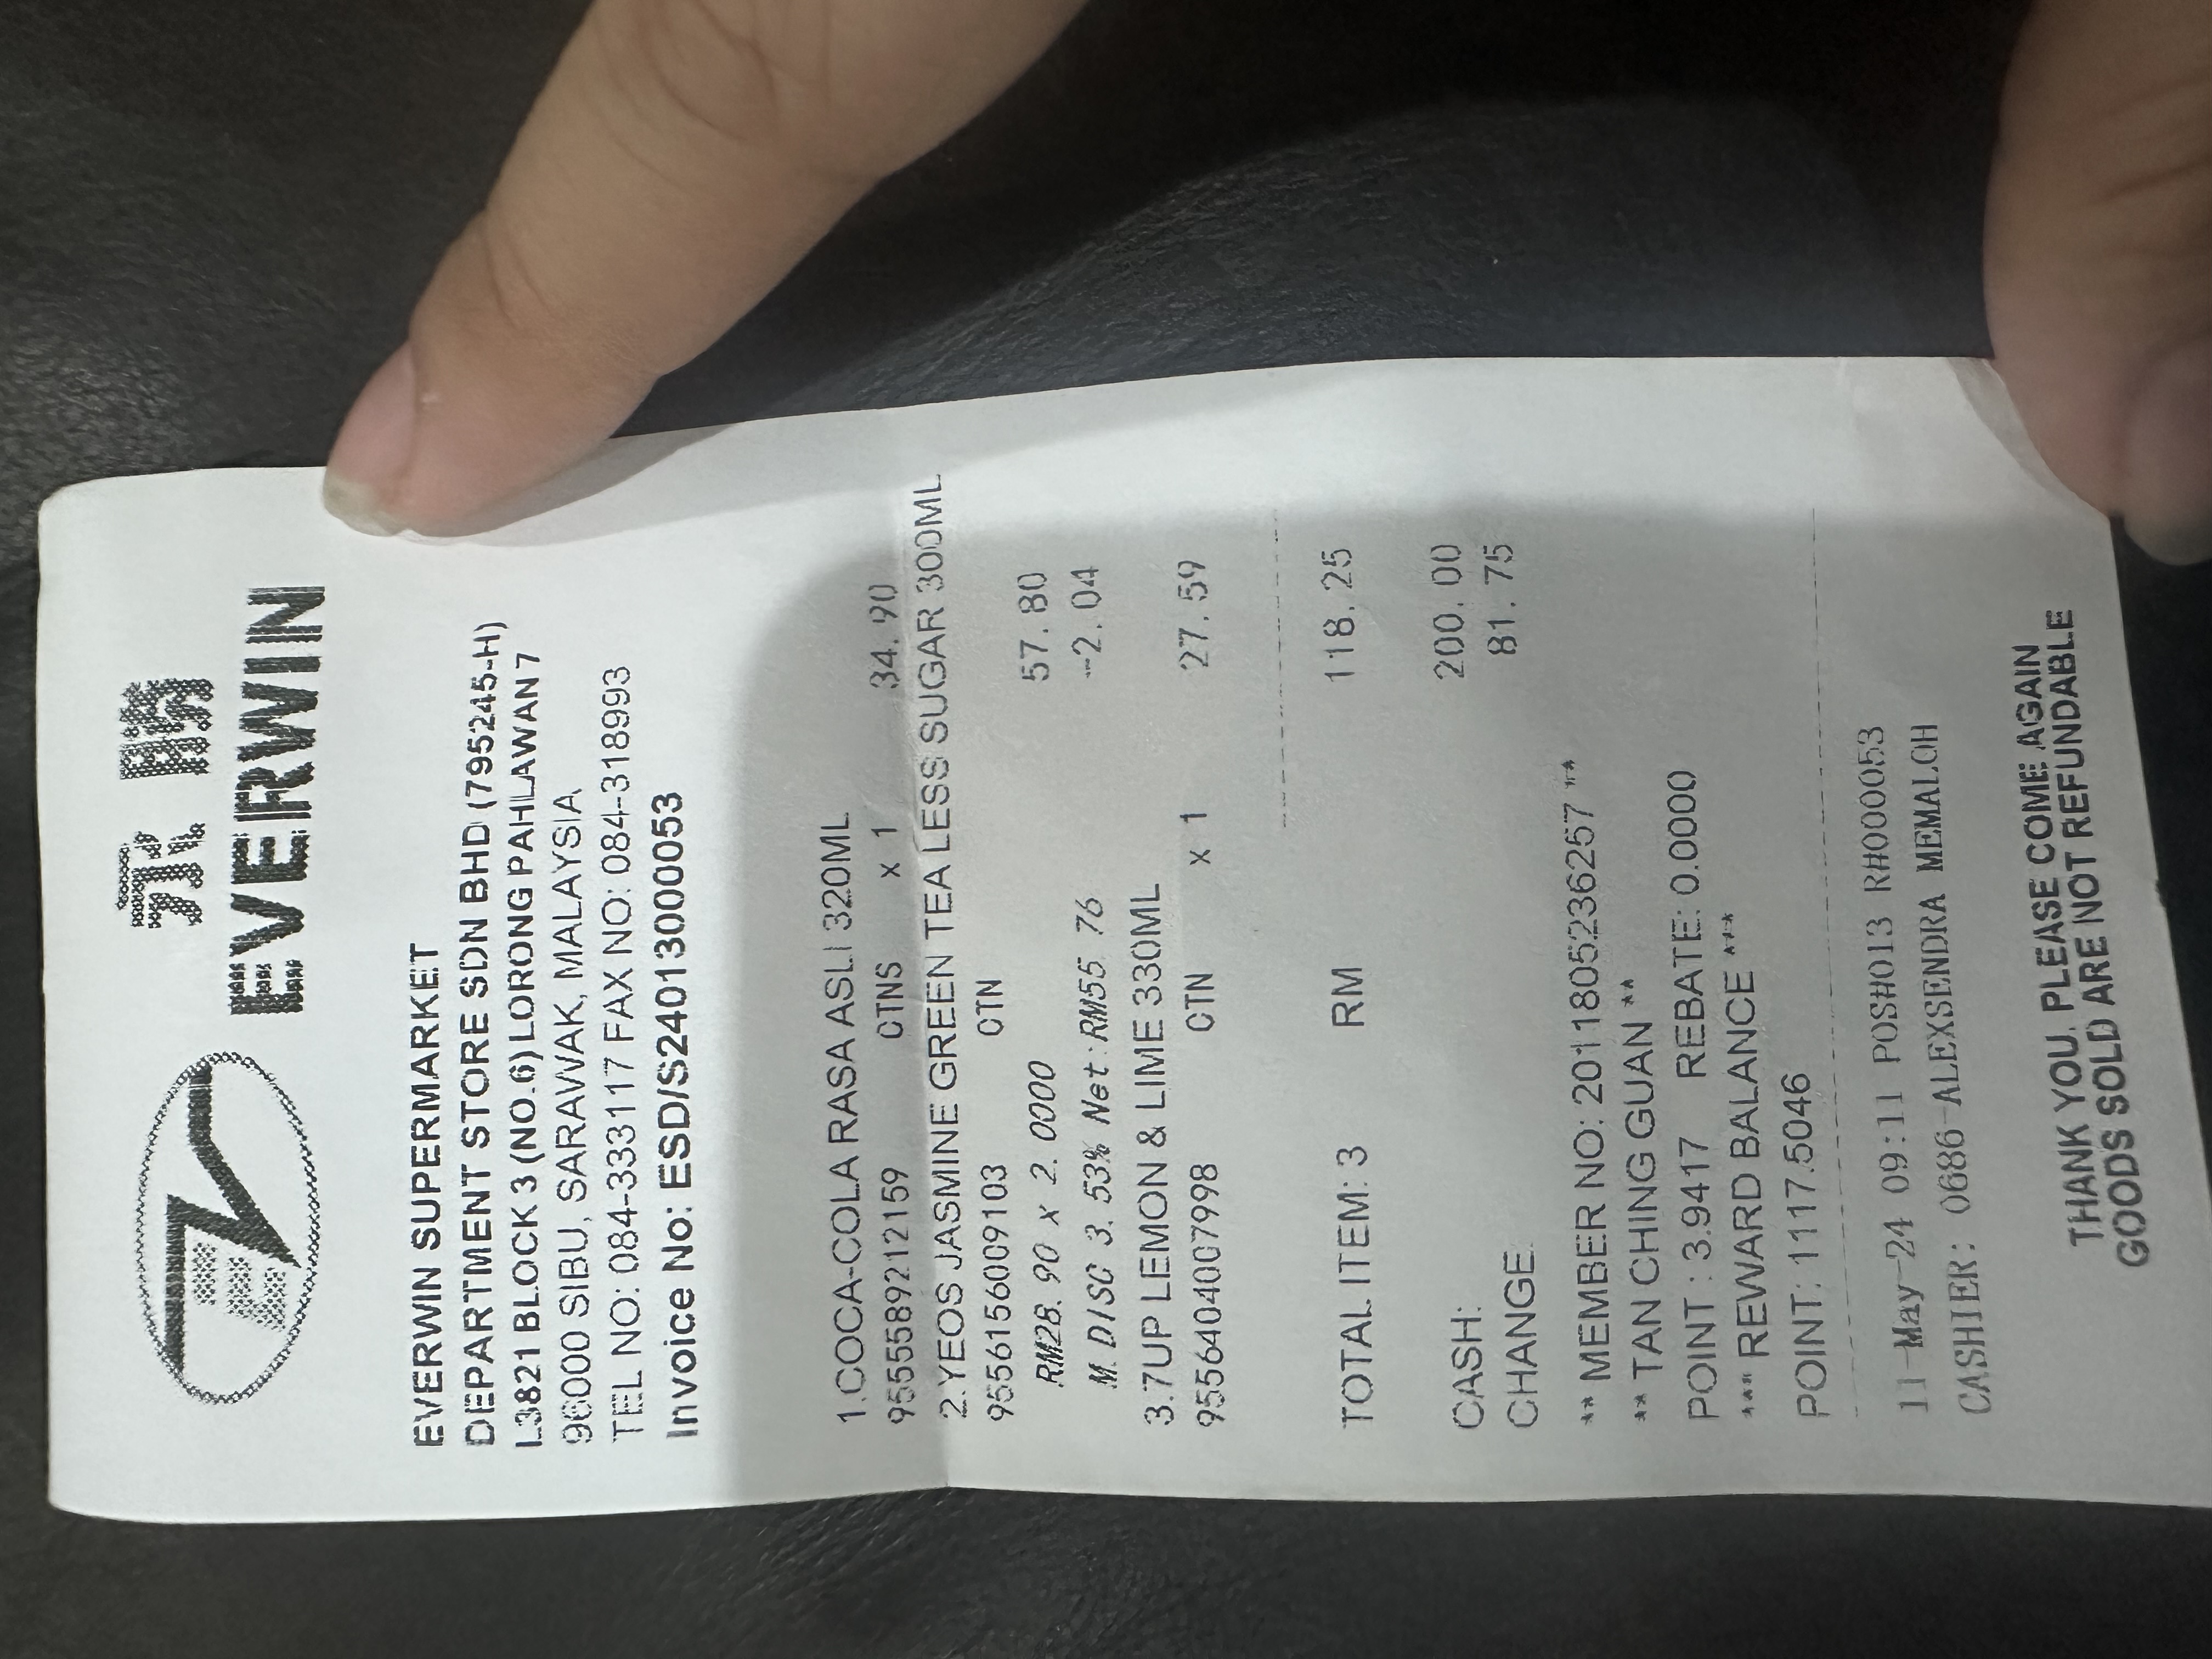 EV
永勝
EVERWIN
EVERWIN SUPERMARKET
DEPARTMENT STORE SDN BHD (795245-H)
L3821 BLOCK 3 (NO.6) LORONG PAHLAWAN 7
96000 SIBU, SARAWAK, MALAYSIA
TEL NO: 084-333117 FAX NO: 084-318993
Invoice No: ESD/S24013000053
1.COCA-COLA RASA ASLI 320ML
9555589212159 CTNS x 1 34.90
2.YEOS JASMINE GREEN TEA LESS SUGAR 300ML
9556156009103 CTN
RM28.90 x 2.0000 57.80
M.DISC 3.53% Net:RM55.76 -2.04
3.7UP LEMON & LIME 330ML
9556404007998 CTN x 1 27.59
TOTAL ITEM: 3 RM 118.25
CASH: 200.00
CHANGE 81.75
** MEMBER NO: 2011805236257 **
** TAN CHING GUAN **
POINT : 3.9417 REBATE: 0.0000
*** REWARD BALANCE ***
POINT: 1117.5046
11-May-24 09:11 POS#013 R#000053
CASHIER: 0686-ALEXSENDRA MEMALOH
THANK YOU. PLEASE COME AGAIN
GOODS SOLD ARE NOT REFUNDABLE